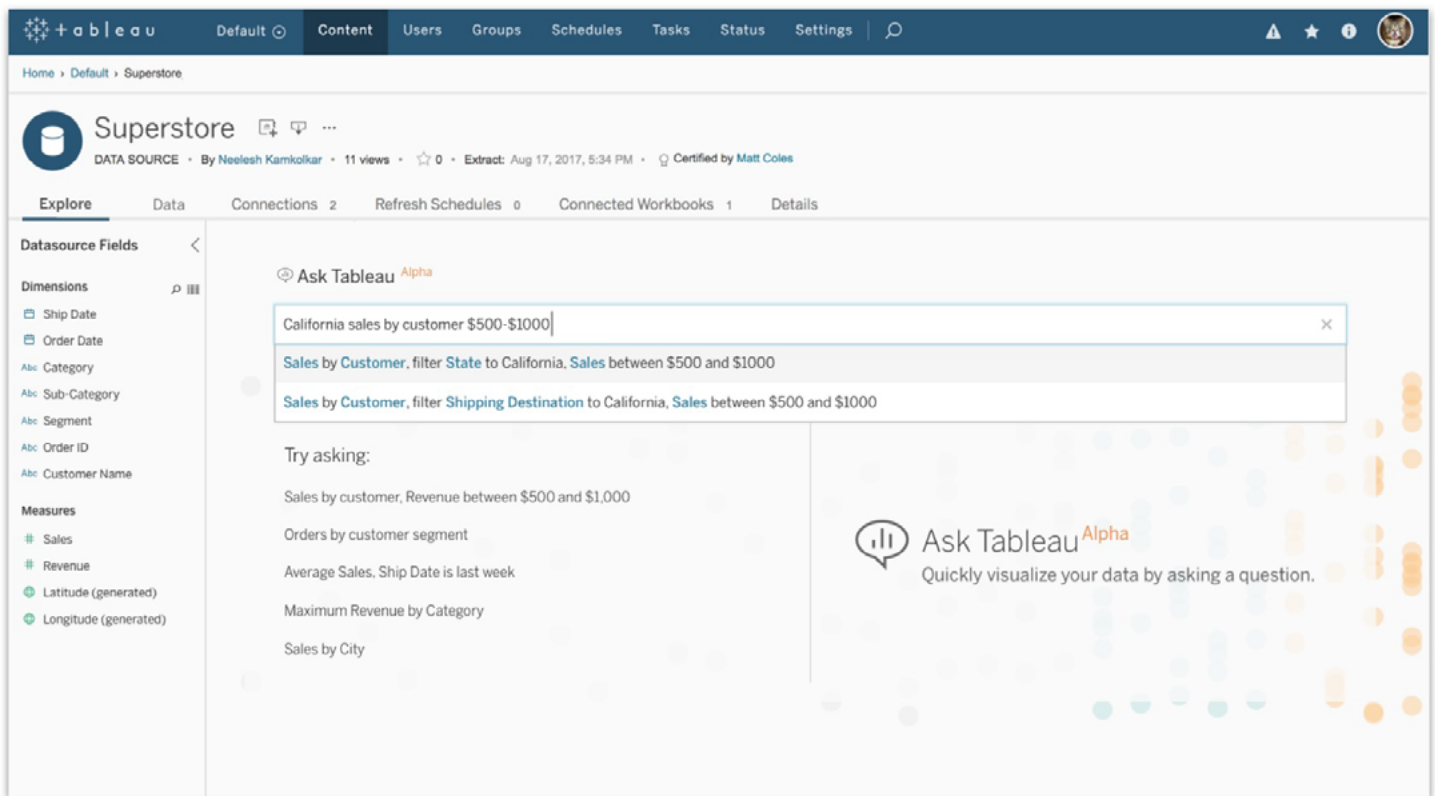 tableau Default Content Users Groups Schedules Tasks Status Settings
Home › Default › Superstore
Superstore ...
DATA SOURCE • By Neelesh Kamkolkar • 11 views • 0 • Extract: Aug 17, 2017, 5:34 PM • Certified by Matt Coles
Explore Data Connections 2 Refresh Schedules 0 Connected Workbooks 1 Details
Datasource Fields
Dimensions
Ship Date
Order Date
Abc Category
Abc Sub-Category
Abc Segment
Abc Order ID
Abc Customer Name
Measures
# Sales
# Revenue
Latitude (generated)
Longitude (generated)
Ask Tableau Alpha
California sales by customer $500-$1000
Sales by Customer, filter State to California, Sales between $500 and $1000
Sales by Customer, filter Shipping Destination to California, Sales between $500 and $1000
Try asking:
Sales by customer, Revenue between $500 and $1,000
Orders by customer segment
Average Sales, Ship Date is last week
Maximum Revenue by Category
Sales by City
Ask Tableau Alpha
Quickly visualize your data by asking a question.